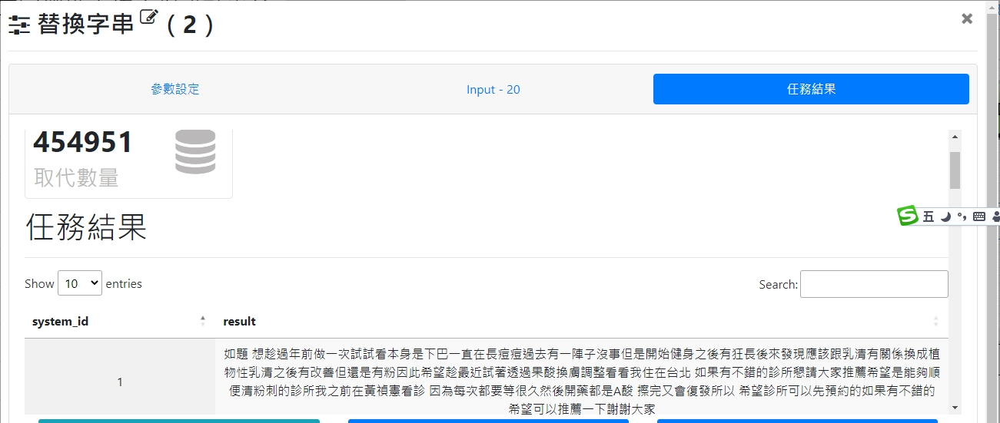 替換字串 ( 2 )
參數設定
Input - 20
任務結果
454951
取代數量
任務結果
Show 10 entries
Search:
system_id
result
1
如題 想趁過年前做一次試試看本身是下巴一直在長痘痘過去有一陣子沒事但是開始健身之後有狂長後來發現應該跟乳清有關係換成植
物性乳清之後有改善但還是有粉因此希望趁最近試著透過果酸換膚調整看看我住在台北 如果有不錯的診所懇請大家推薦希望是能夠順
便清粉刺的診所我之前在黃禎憲看診 因為每次都要等很久然後開藥都是A酸 擦完又會復發所以 希望診所可以先預約的如果有不錯的
希望可以推薦一下謝謝大家
五